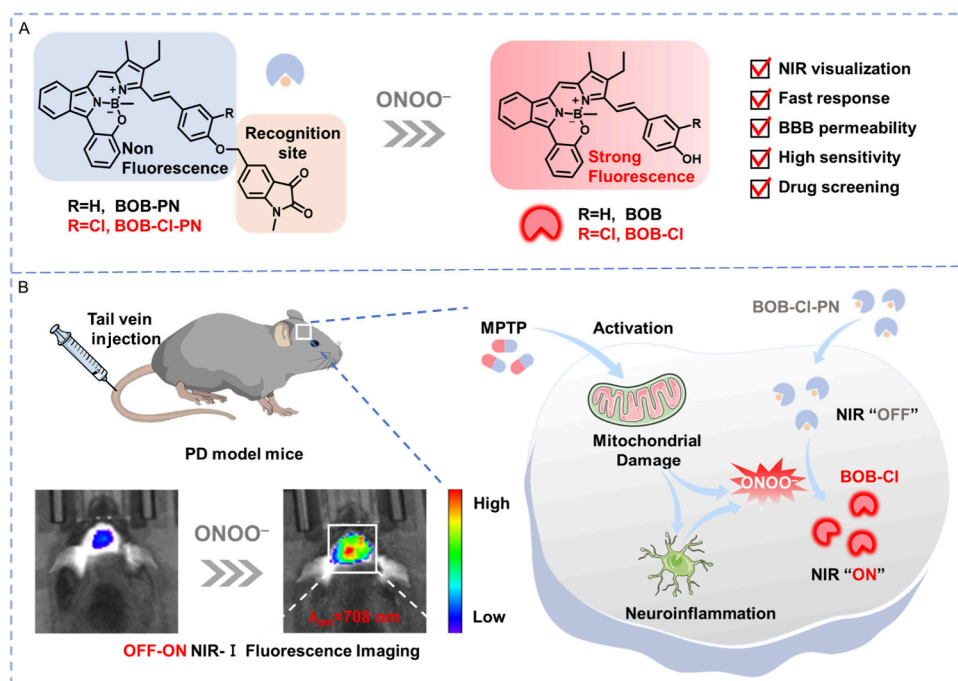 A
N
B
+
N
−
O
R
O
Non
Fluorescence
Recognition
site
O
O
N
R=H, BOB-PN
R=Cl, BOB-Cl-PN
ONOO⁻
N
B
+
N
−
O
R
OH
Strong
Fluorescence
R=H, BOB
R=Cl, BOB-Cl
NIR visualization
Fast response
BBB permeability
High sensitivity
Drug screening
B
Tail vein
injection
PD model mice
ONOO⁻
λem=708 nm
High
Low
OFF-ON NIR-Ⅰ Fluorescence Imaging
MPTP
Activation
Mitochondrial
Damage
ONOO⁻
Neuroinflammation
BOB-Cl-PN
NIR “OFF”
BOB-Cl
NIR “ON”